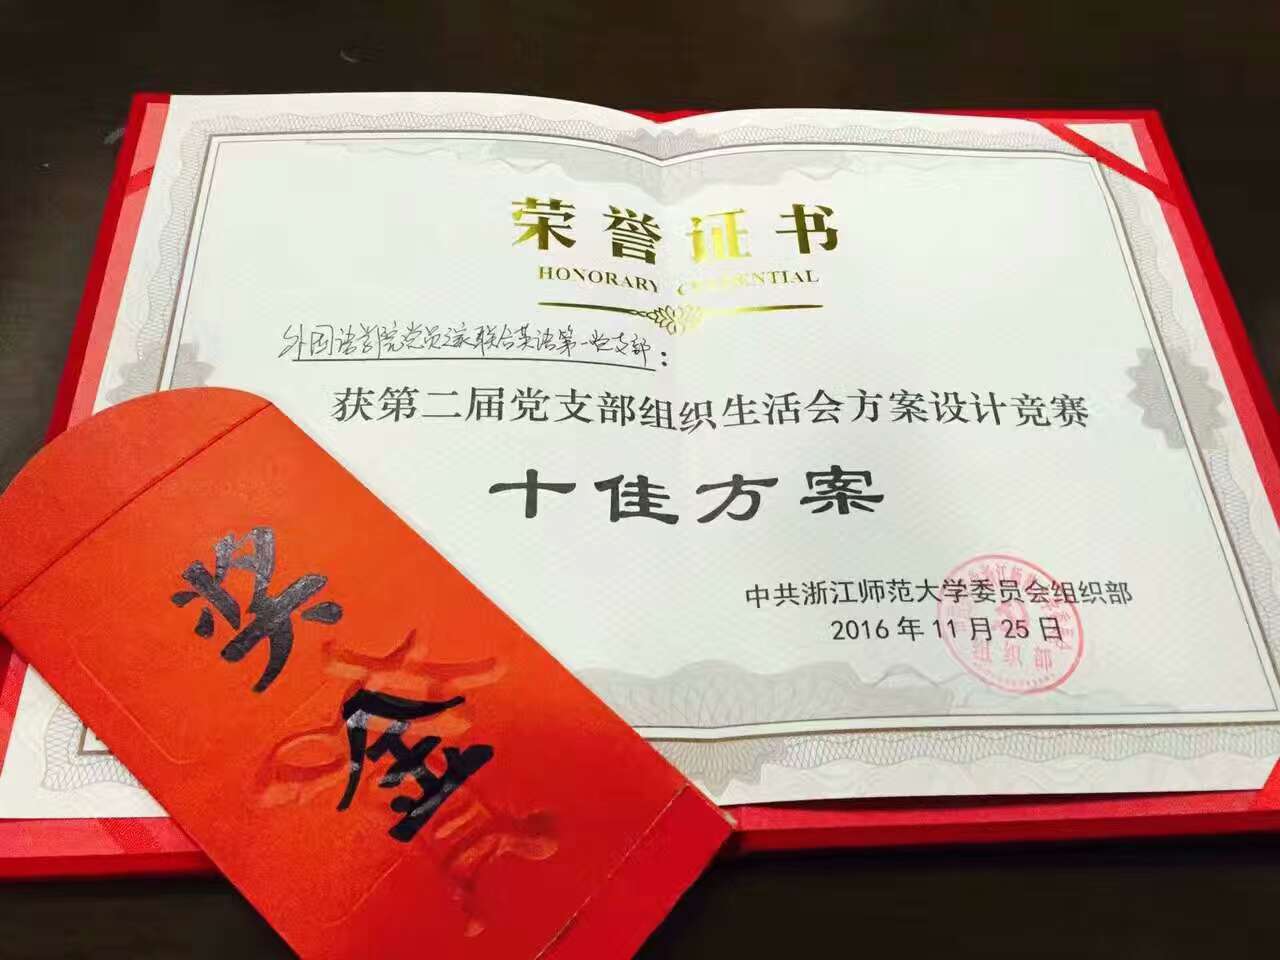 荣誉证书
HONORARY CREDENTIAL
外国语学院党员之家联合英语第一党支部：
获第二届党支部组织生活会方案设计竞赛
十佳方案
中共浙江师范大学委员会组织部
2016年11月25日
组织部
奖金